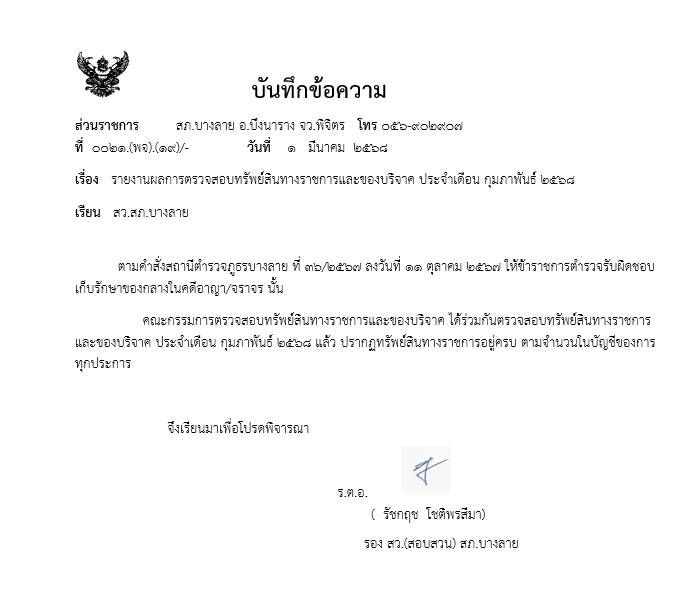 บันทึกข้อความ
ส่วนราชการ สภ.บางลาย อ.บึงนาราง จว.พิจิตร โทร ๐๕๖-๙๐๒๙๐๗
ที่ ๐๐๒๑.(พจ).(๑๙)/- วันที่ ๑ มีนาคม ๒๕๖๘
เรื่อง รายงานผลการตรวจสอบทรัพย์สินทางราชการและของบริจาค ประจำเดือน กุมภาพันธ์ ๒๕๖๘
เรียน สว.สภ.บางลาย
ตามคำสั่งสถานีตำรวจภูธรบางลาย ที่ ๓๖/๒๕๖๗ ลงวันที่ ๑๑ ตุลาคม ๒๕๖๗ ให้ข้าราชการตำรวจรับผิดชอบ
เก็บรักษาของกลางในคดีอาญา/จราจร นั้น
คณะกรรมการตรวจสอบทรัพย์สินทางราชการและของบริจาค ได้ร่วมกันตรวจสอบทรัพย์สินทางราชการ
และของบริจาค ประจำเดือน กุมภาพันธ์ ๒๕๖๘ แล้ว ปรากฏทรัพย์สินทางราชการอยู่ครบ ตามจำนวนในบัญชีของการ
ทุกประการ
จึงเรียนมาเพื่อโปรดพิจารณา
ร.ต.อ.
( รัชกฤช โชติพรสีมา)
รอง สว.(สอบสวน) สภ.บางลาย